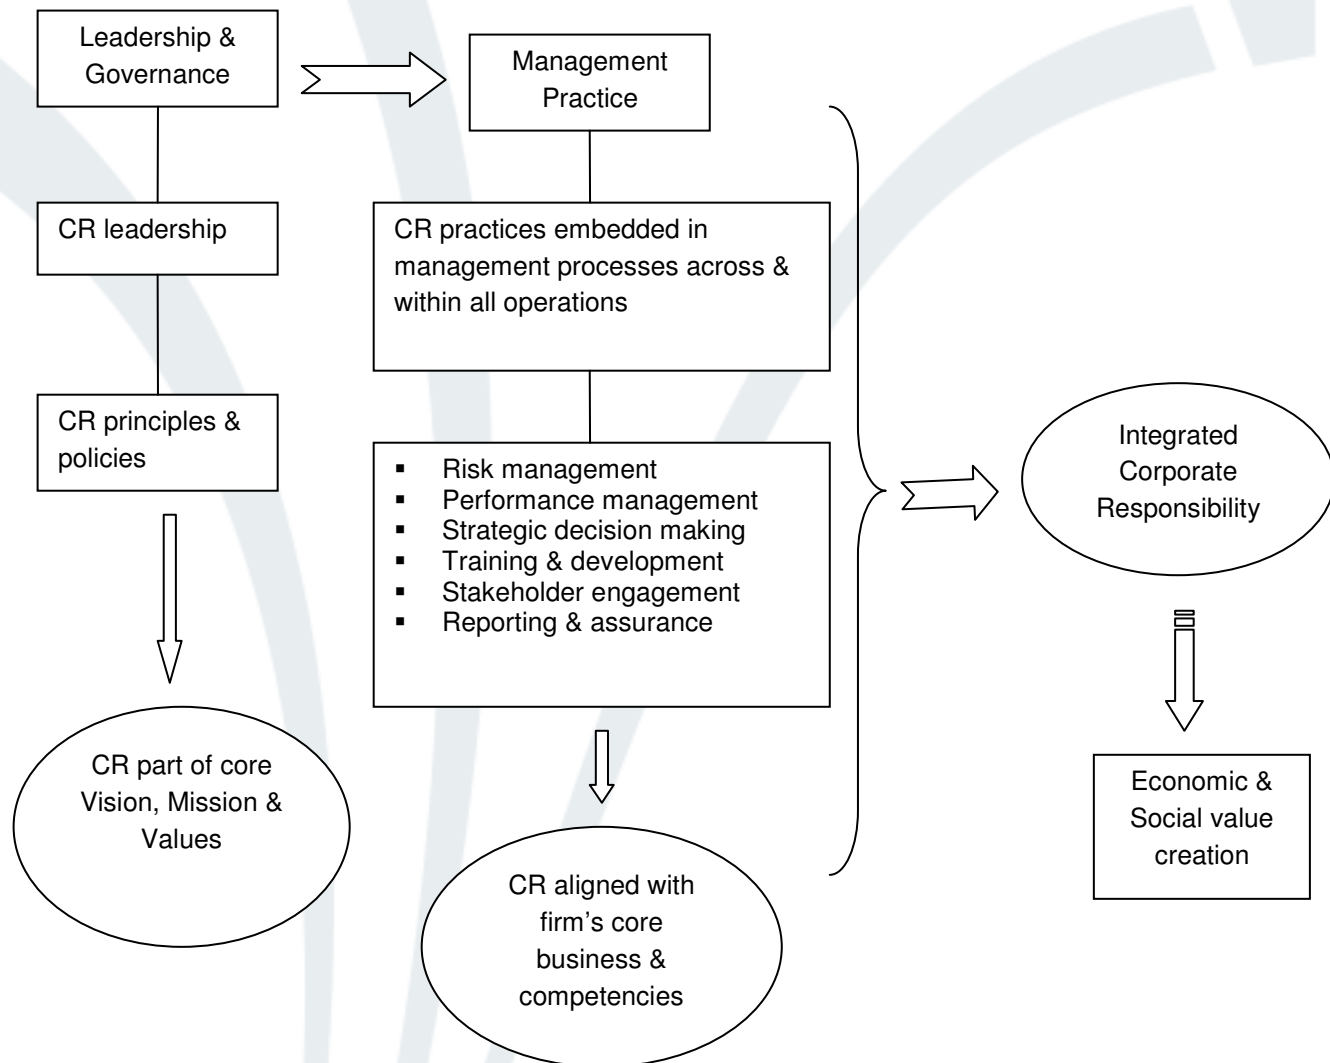 Leadership &
Governance
Management
Practice
CR leadership
CR practices embedded in
management processes across &
within all operations
CR principles &
policies
▪ Risk management
▪ Performance management
▪ Strategic decision making
▪ Training & development
▪ Stakeholder engagement
▪ Reporting & assurance
Integrated
Corporate
Responsibility
CR part of core
Vision, Mission &
Values
CR aligned with
firm’s core
business &
competencies
Economic &
Social value
creation